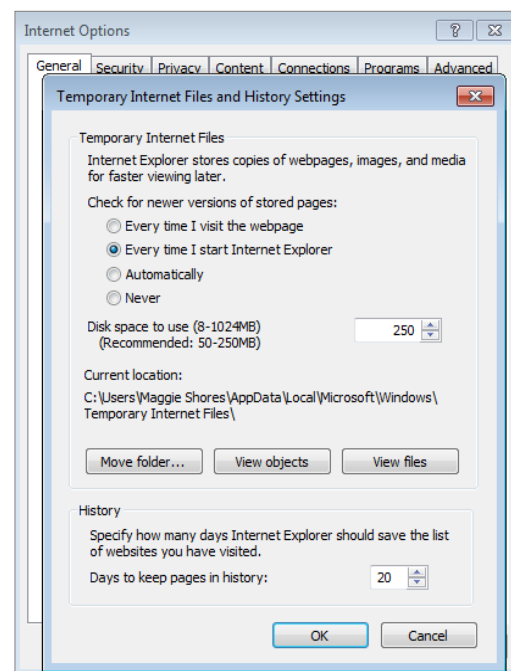 Internet Options
General Security Privacy Content Connections Programs Advanced
Temporary Internet Files and History Settings
Temporary Internet Files
Internet Explorer stores copies of webpages, images, and media
for faster viewing later.
Check for newer versions of stored pages:
Every time I visit the webpage
Every time I start Internet Explorer
Automatically
Never
Disk space to use (8-1024MB) 250
(Recommended: 50-250MB)
Current location:
C:\Users\Maggie Shores\AppData\Local\Microsoft\Windows\
Temporary Internet Files\
Move folder... View objects View files
History
Specify how many days Internet Explorer should save the list
of websites you have visited.
Days to keep pages in history: 20
OK Cancel